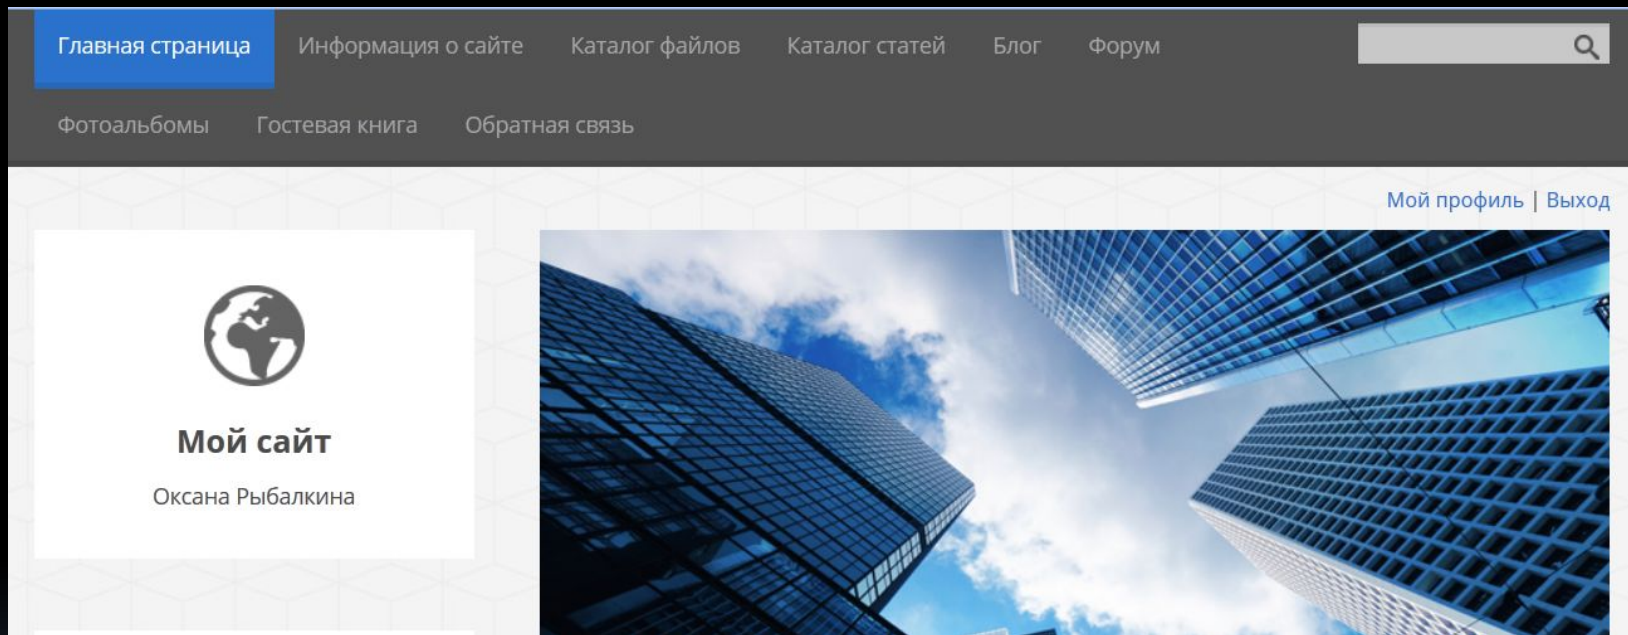 Главная страница Информация о сайте Каталог файлов Каталог статей Блог Форум
Фотоальбомы Гостевая книга Обратная связь
Мой профиль | Выход
Мой сайт
Оксана Рыбалкина